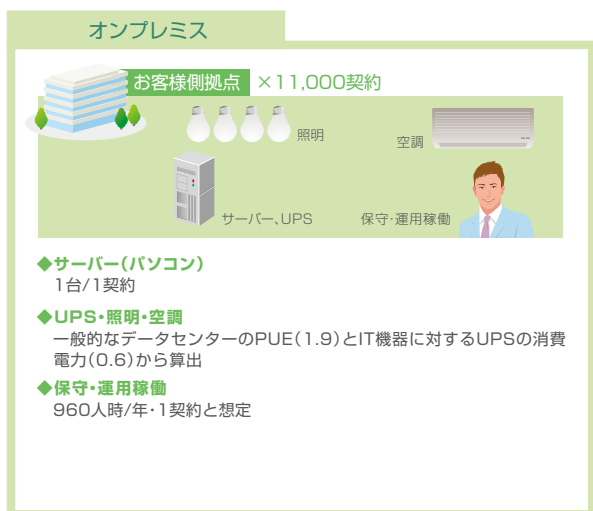 オンプレミス
お客様側拠点 ×11,000契約
照明
空調
サーバー、UPS
保守・運用稼働
◆サーバー(パソコン)
1台/1契約
◆UPS・照明・空調
一般的なデータセンターのPUE(1.9)とIT機器に対するUPSの消費
電力(0.6)から算出
◆保守・運用稼働
960人時/年・1契約と想定